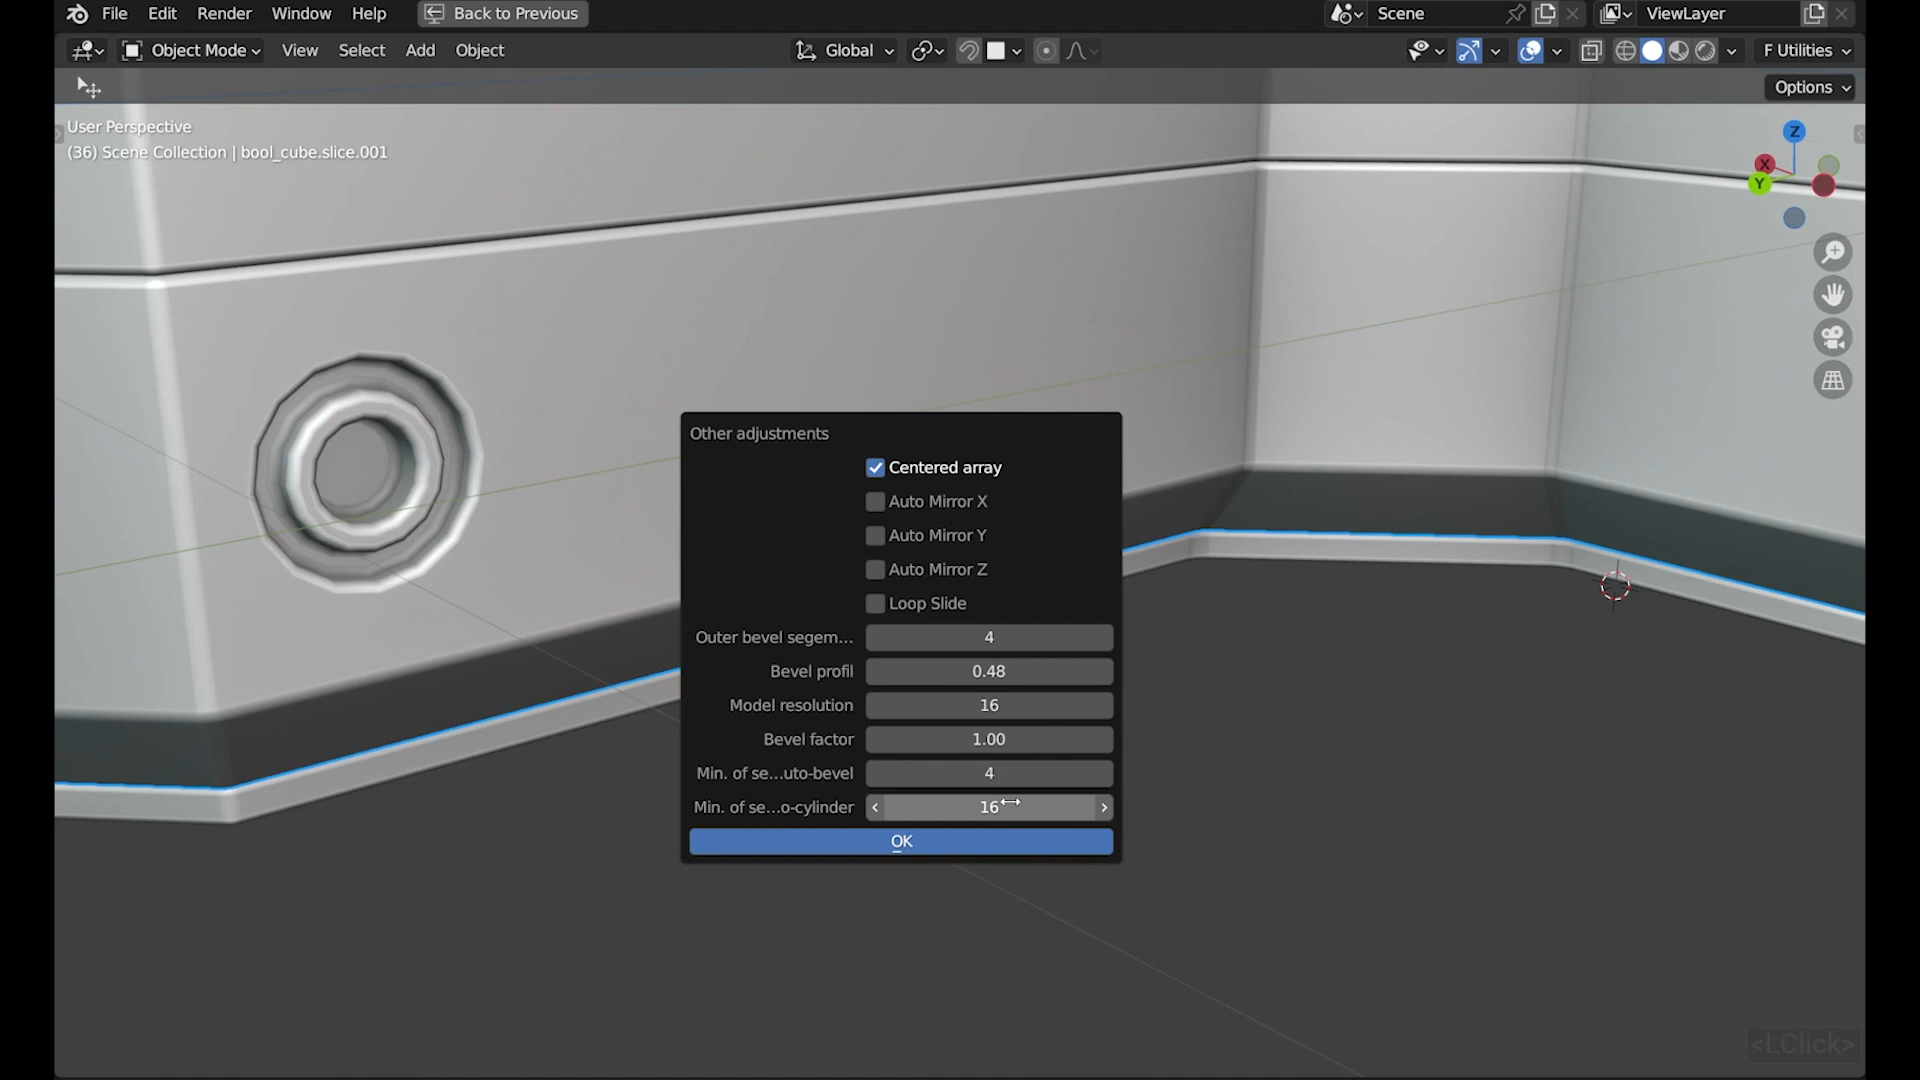 File Edit Render Window Help Back to Previous Scene ViewLayer
Object Mode View Select Add Object Global F Utilities
Options
User Perspective
(36) Scene Collection | bool_cube.slice.001
Z
X
Y
Other adjustments
Centered array
Auto Mirror X
Auto Mirror Y
Auto Mirror Z
Loop Slide
Outer bevel segem... 4
Bevel profil 0.48
Model resolution 16
Bevel factor 1.00
Min. of se...uto-bevel 4
Min. of se...o-cylinder 16
OK
<LClick>